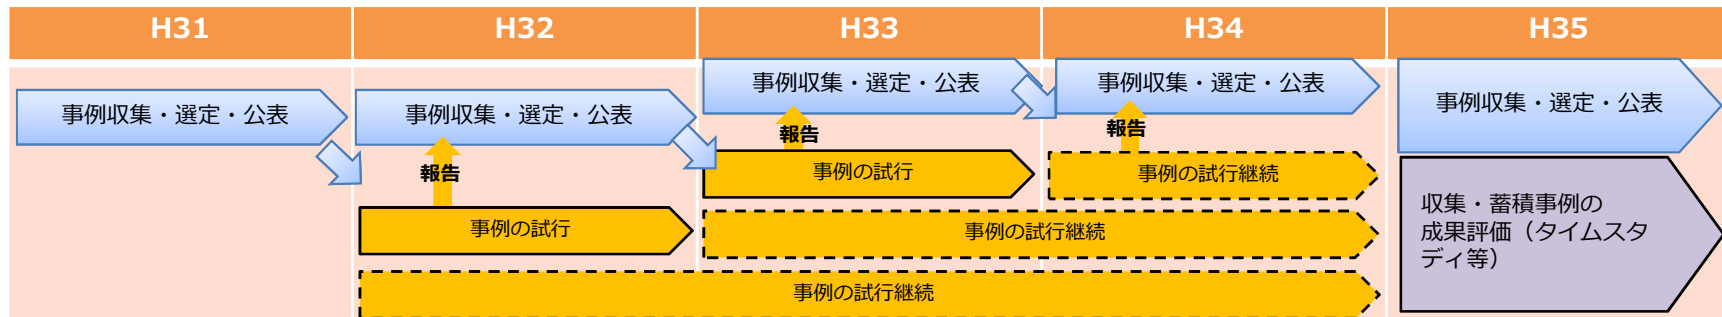 H31
H32
H33
H34
H35
事例収集・選定・公表
事例収集・選定・公表
事例収集・選定・公表
事例収集・選定・公表
事例収集・選定・公表
報告
報告
報告
事例の試行
事例の試行継続
事例の試行
事例の試行継続
事例の試行継続
収集・蓄積事例の
成果評価（タイムスタ
ディ等）